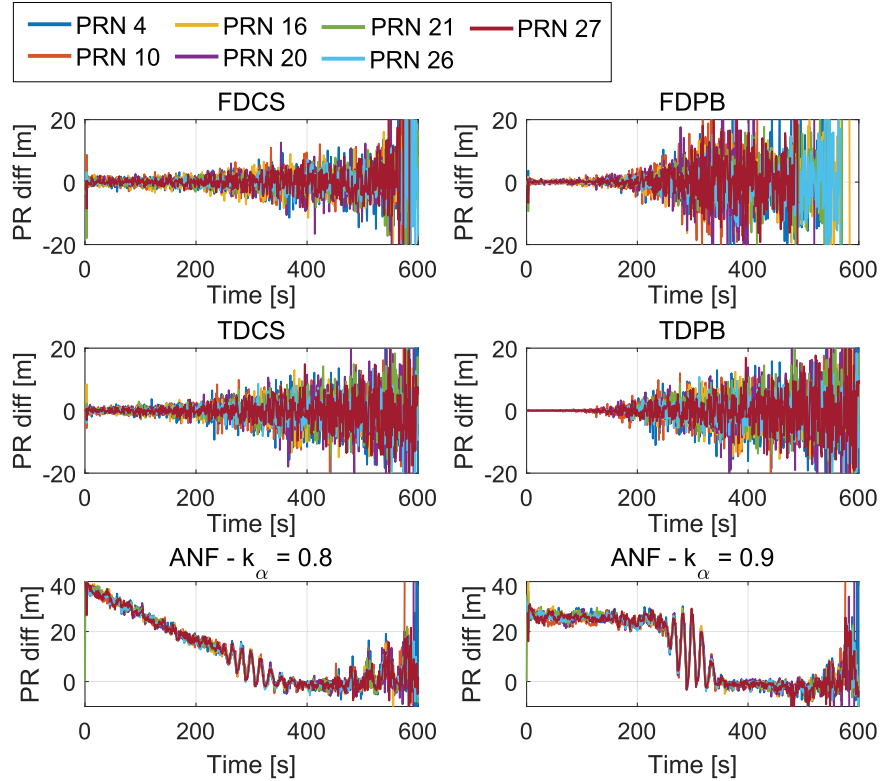 PRN 4 PRN 16 PRN 21 PRN 27
PRN 10 PRN 20 PRN 26
FDCS FDPB
PR diff [m] 20 0 -20 PR diff [m] 20 0 -20
0 200 400 600 0 200 400 600
Time [s] Time [s]
TDCS TDPB
PR diff [m] 20 0 -20 PR diff [m] 20 0 -20
0 200 400 600 0 200 400 600
Time [s] Time [s]
ANF - kα = 0.8 ANF - kα = 0.9
PR diff [m] 40 20 0 PR diff [m] 40 20 0
0 200 400 600 0 200 400 600
Time [s] Time [s]